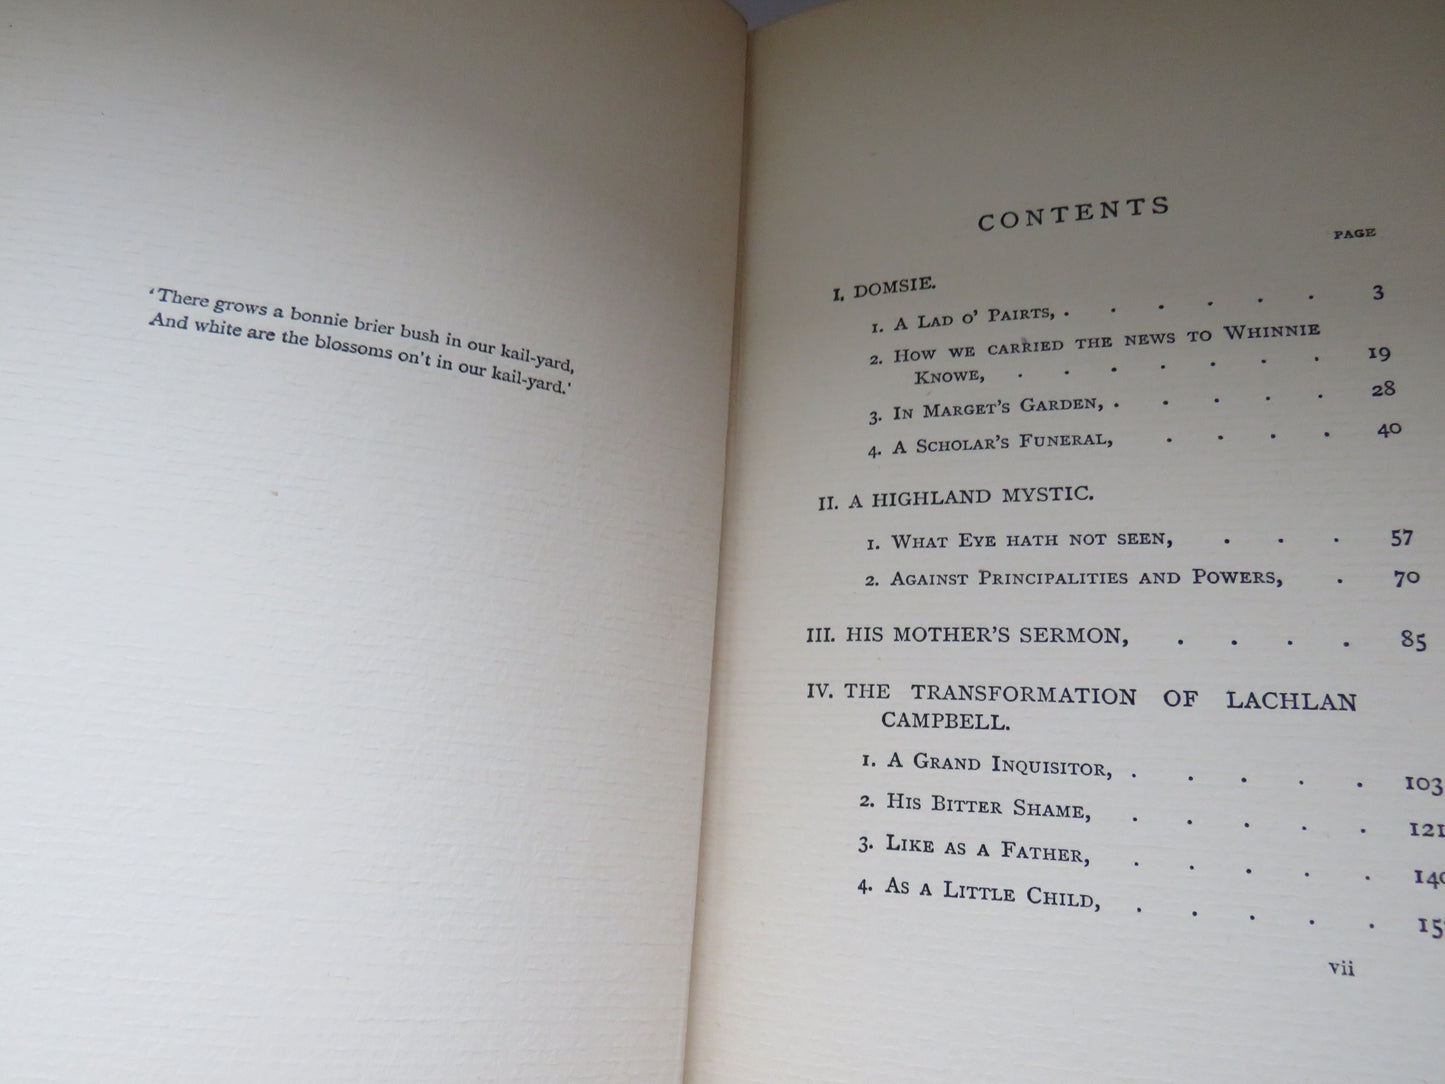 ‘There grows a bonnie brier bush in our kail-yard,
And white are the blossoms on't in our kail-yard.’
CONTENTS
PAGE
I. DOMSIE.
1. A LAD O' PAIRTS, . . . . . . 3
2. HOW WE CARRIED THE NEWS TO WHINNIE
KNOWE, . . . . . . . 19
3. IN MARGET'S GARDEN, . . . . . 28
4. A SCHOLAR'S FUNERAL, . . . . 40
II. A HIGHLAND MYSTIC.
1. WHAT EYE HATH NOT SEEN, . . . 57
2. AGAINST PRINCIPALITIES AND POWERS, . 70
III. HIS MOTHER'S SERMON, . . . . 85
IV. THE TRANSFORMATION OF LACHLAN
CAMPBELL.
1. A GRAND INQUISITOR, . . . . . 103
2. HIS BITTER SHAME, . . . . . 121
3. LIKE AS A FATHER, . . . . . 140
4. AS A LITTLE CHILD, . . . . .
vii